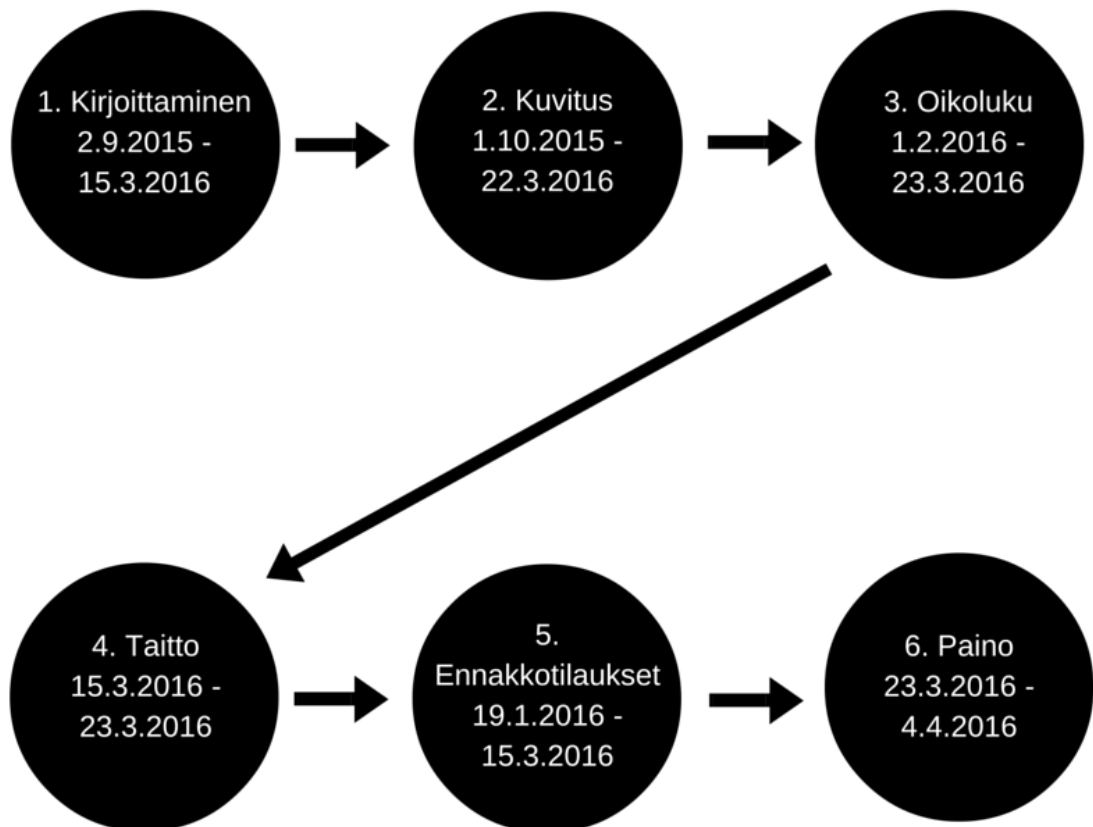 1. Kirjoittaminen
2.9.2015 -
15.3.2016
2. Kuvitus
1.10.2015 -
22.3.2016
3. Oikoluku
1.2.2016 -
23.3.2016
4. Taitto
15.3.2016 -
23.3.2016
5.
Ennakkotilaukset
19.1.2016 -
15.3.2016
6. Paino
23.3.2016 -
4.4.2016